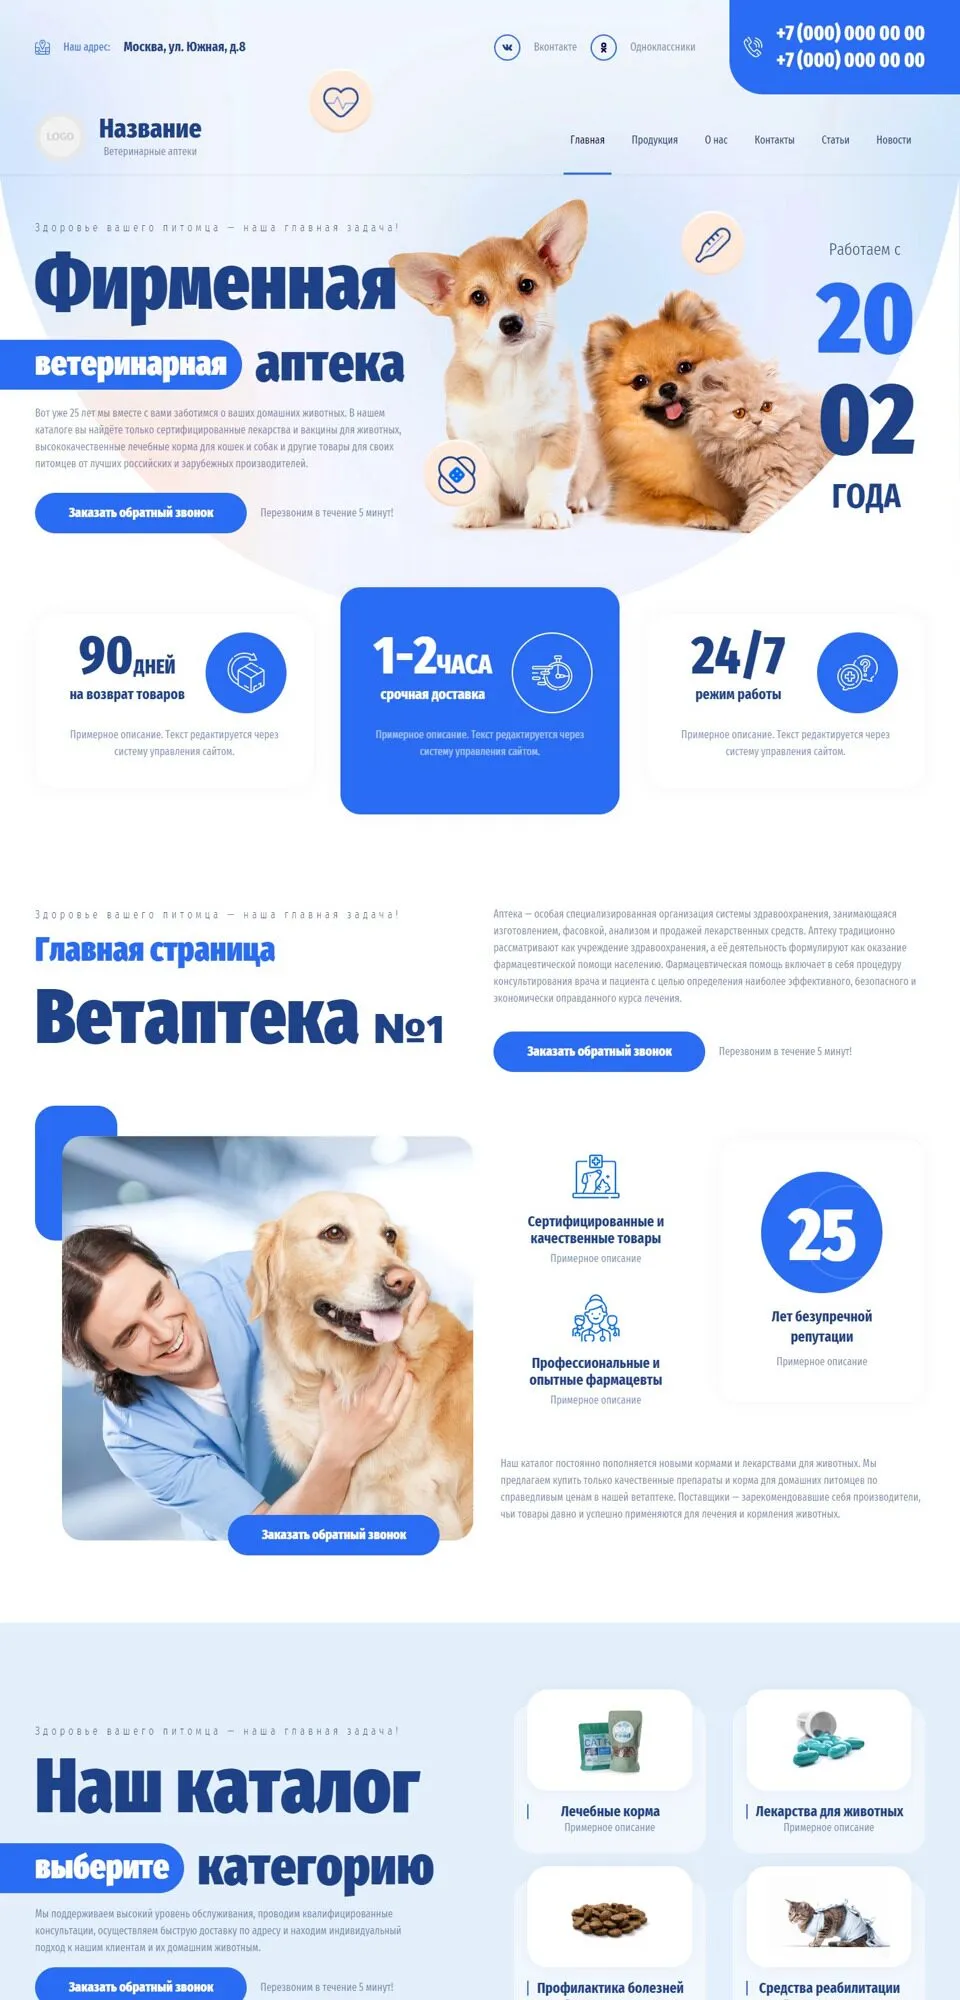 Наш адрес: Москва, ул. Южная, д.8
Вконтакте Одноклассники
+7 (000) 000 00 00
+7 (000) 000 00 00
LOGO
Название
Ветеринарные аптеки
Главная Продукция О нас Контакты Статьи Новости
Здоровье вашего питомца — наша главная задача!
Фирменная
ветеринарная аптека
Вот уже 25 лет мы вместе с вами заботимся о ваших домашних животных. В нашем
каталоге вы найдёте только сертифицированные лекарства и вакцины для животных,
высококачественные лечебные корма для кошек и собак и другие товары для своих
питомцев от лучших российских и зарубежных производителей.
Заказать обратный звонок Перезвоним в течение 5 минут!
Работаем с
20
02
ГОДА
90 ДНЕЙ
на возврат товаров
Примерное описание. Текст редактируется через
систему управления сайтом.
1-2 ЧАСА
срочная доставка
Примерное описание. Текст редактируется через
систему управления сайтом.
24/7
режим работы
Примерное описание. Текст редактируется через
систему управления сайтом.
Здоровье вашего питомца — наша главная задача!
Главная страница
Ветаптека №1
Аптека — особая специализированная организация системы здравоохранения, занимающаяся
изготовлением, фасовкой, анализом и продажей лекарственных средств. Аптеку традиционно
рассматривают как учреждение здравоохранения, а её деятельность формулируют как оказание
фармацевтической помощи населению. Фармацевтическая помощь включает в себя процедуру
консультирования врача и пациента с целью определения наиболее эффективного, безопасного и
экономически оправданного курса лечения.
Заказать обратный звонок Перезвоним в течение 5 минут!
Заказать обратный звонок
Сертифицированные и
качественные товары
Примерное описание
Профессиональные и
опытные фармацевты
Примерное описание
25
Лет безупречной
репутации
Примерное описание
Наш каталог постоянно пополняется новыми кормами и лекарствами для животных. Мы
предлагаем купить только качественные препараты и корма для домашних питомцев по
справедливым ценам в нашей ветаптеке. Поставщики — зарекомендовавшие себя производители,
чьи товары давно и успешно применяются для лечения и кормления животных.
Здоровье вашего питомца — наша главная задача!
Наш каталог
выберите категорию
Мы поддерживаем высокий уровень обслуживания, проводим квалифицированные
консультации, осуществляем быструю доставку по адресу и находим индивидуальный
подход к нашим клиентам и их домашним животным.
Заказать обратный звонок Перезвоним в течение 5 минут!
Лечебные корма
Примерное описание
Лекарства для животных
Примерное описание
Профилактика болезней
Средства реабилитации